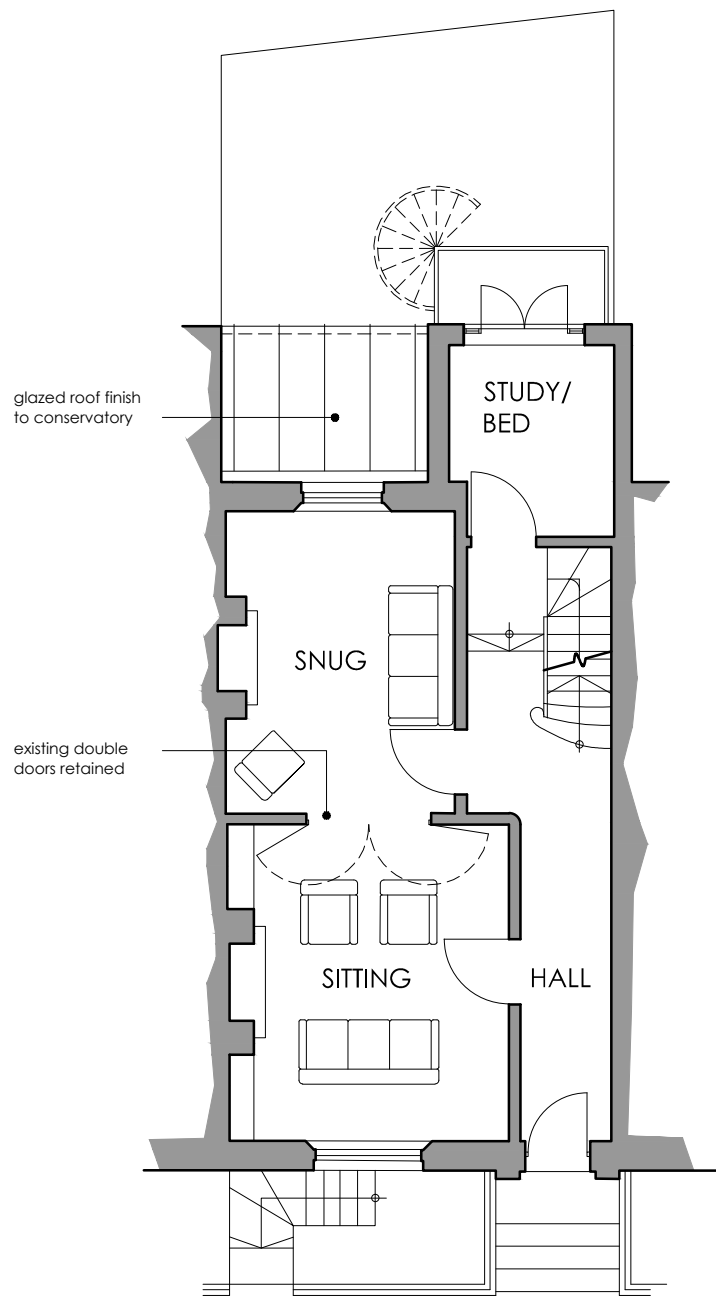 STUDY/
BED
glazed roof finish
to conservatory
SNUG
existing double
doors retained
SITTING
HALL